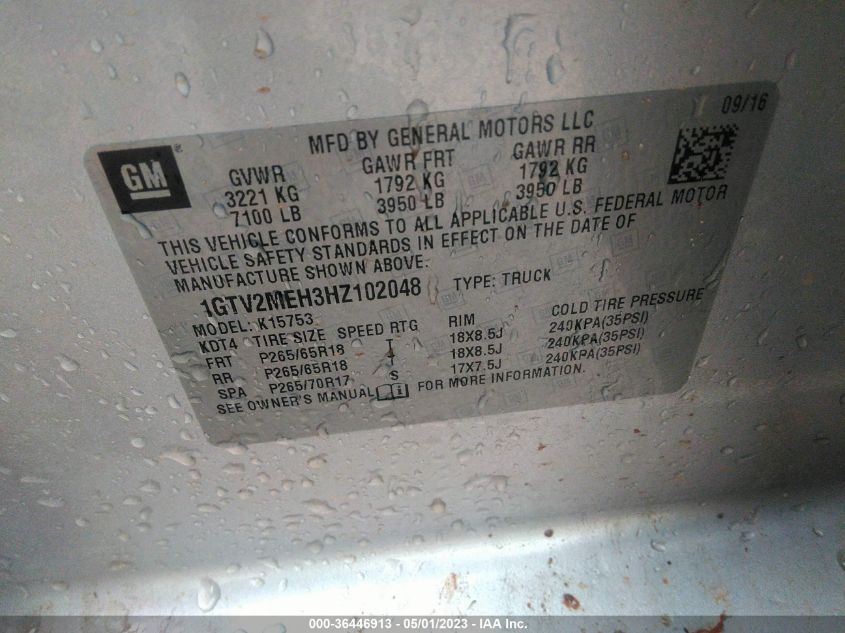 09/16
MFD BY GENERAL MOTORS LLC
GM
GVWR GAWR FRT GAWR RR
3221 KG 1792 KG 1792 KG
7100 LB 3950 LB 3950 LB
THIS VEHICLE CONFORMS TO ALL APPLICABLE U.S. FEDERAL MOTOR
VEHICLE SAFETY STANDARDS IN EFFECT ON THE DATE OF
MANUFACTURE SHOWN ABOVE.
1GTV2MEH3HZ102048 TYPE: TRUCK
MODEL: K15753
KDT4 TIRE SIZE SPEED RTG RIM COLD TIRE PRESSURE
FRT P265/65R18 T 18X8.5J 240KPA(35PSI)
RR P265/65R18 T 18X8.5J 240KPA(35PSI)
SPA P265/70R17 S 17X7.5J 240KPA(35PSI)
SEE OWNER'S MANUAL FOR MORE INFORMATION.
000-36446913 - 05/01/2023 - © IAA Inc.